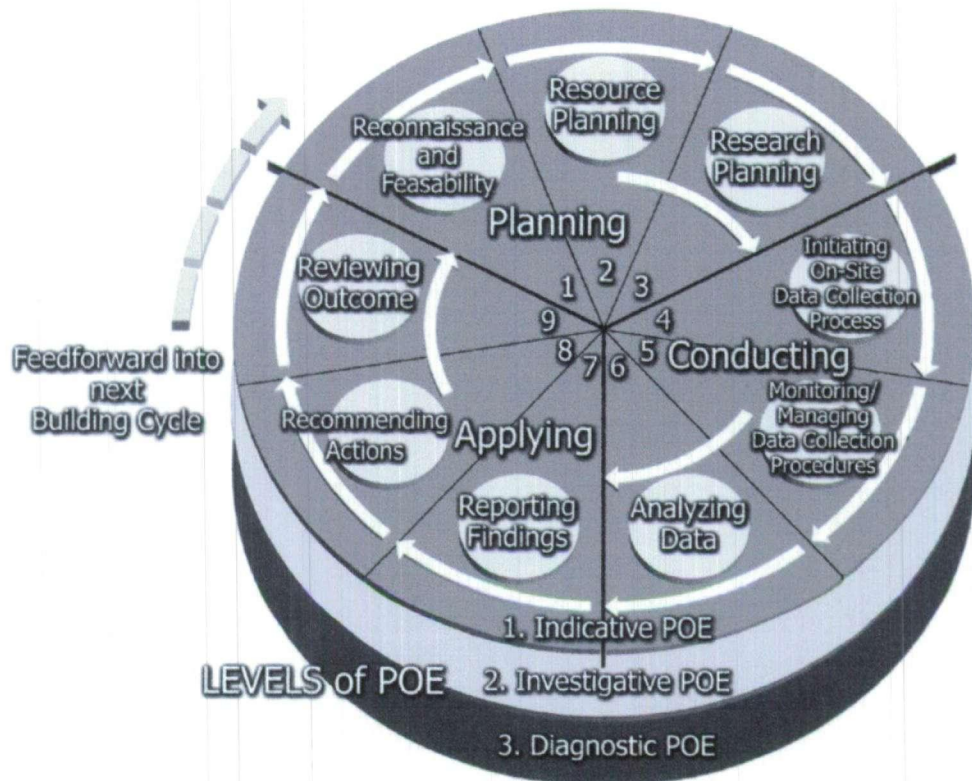 Resource
Planning
Reconnaissance
and
Feasability
Research
Planning
Planning
1
2
3
Initiating
On-Site
Data Collection
Process
Reviewing
Outcome
9
4
8
7
6
5
Conducting
Feedforward into
next
Building Cycle
Monitoring/
Managing
Data Collection
Procedures
Recommending
Actions
Applying
Reporting
Findings
Analyzing
Data
1. Indicative POE
LEVELS of POE
2. Investigative POE
3. Diagnostic POE